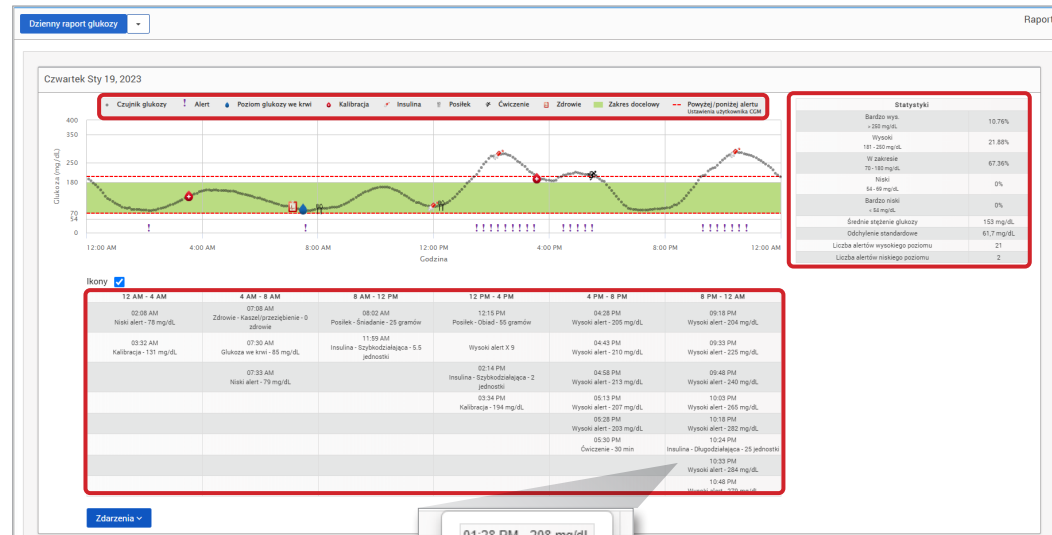 Dzienny raport glukozy
Raport
Czwartek Sty 19, 2023
Czujnik glukozy Alert Poziom glukozy we krwi Kalibracja Insulina Posiłek Ćwiczenie Zdrowie Zakres docelowy Powyżej/poniżej alertu
Ustawienia użytkownika CGM
Glukoza (mg/dL)
400
350
250
180
70
54
0
12:00 AM 4:00 AM 8:00 AM 12:00 PM 4:00 PM 8:00 PM 12:00 AM
Godzina
Statystyki
Bardzo wys.
> 250 mg/dL 10.76%
Wysoki
181 - 250 mg/dL 21.88%
W zakresie
70 - 180 mg/dL 67.36%
Niski
54 - 69 mg/dL 0%
Bardzo niski
< 54 mg/dL 0%
Średnie stężenie glukozy 153 mg/dL
Odchylenie standardowe 61,7 mg/dL
Liczba alertów wysokiego poziomu 21
Liczba alertów niskiego poziomu 2
Ikony
12 AM - 4 AM 4 AM - 8 AM 8 AM - 12 PM 12 PM - 4 PM 4 PM - 8 PM 8 PM - 12 AM
02:08 AM
Niski alert - 78 mg/dL
07:08 AM
Zdrowie - Kaszel/przeziębienie - 0
zdrowie
08:02 AM
Posiłek - Śniadanie - 25 gramów
12:15 PM
Posiłek - Obiad - 55 gramów
04:28 PM
Wysoki alert - 205 mg/dL
09:18 PM
Wysoki alert - 204 mg/dL
03:32 AM
Kalibracja - 131 mg/dL
07:30 AM
Glukoza we krwi - 85 mg/dL
11:59 AM
Insulina - Szybkodziałająca - 5.5
jednostki
Wysoki alert X 9
04:43 PM
Wysoki alert - 210 mg/dL
09:33 PM
Wysoki alert - 225 mg/dL
07:33 AM
Niski alert - 79 mg/dL
02:14 PM
Insulina - Szybkodziałająca - 2
jednostki
04:58 PM
Wysoki alert - 213 mg/dL
09:48 PM
Wysoki alert - 240 mg/dL
03:34 PM
Kalibracja - 194 mg/dL
05:13 PM
Wysoki alert - 207 mg/dL
10:03 PM
Wysoki alert - 265 mg/dL
05:28 PM
Wysoki alert - 203 mg/dL
10:18 PM
Wysoki alert - 282 mg/dL
05:30 PM
Ćwiczenie - 30 min
10:24 PM
Insulina - Długodziałająca - 25 jednostki
10:33 PM
Wysoki alert - 284 mg/dL
10:48 PM
Wysoki alert - 279 mg/dL
Zdarzenia
01:28 PM - 208 mg/dL